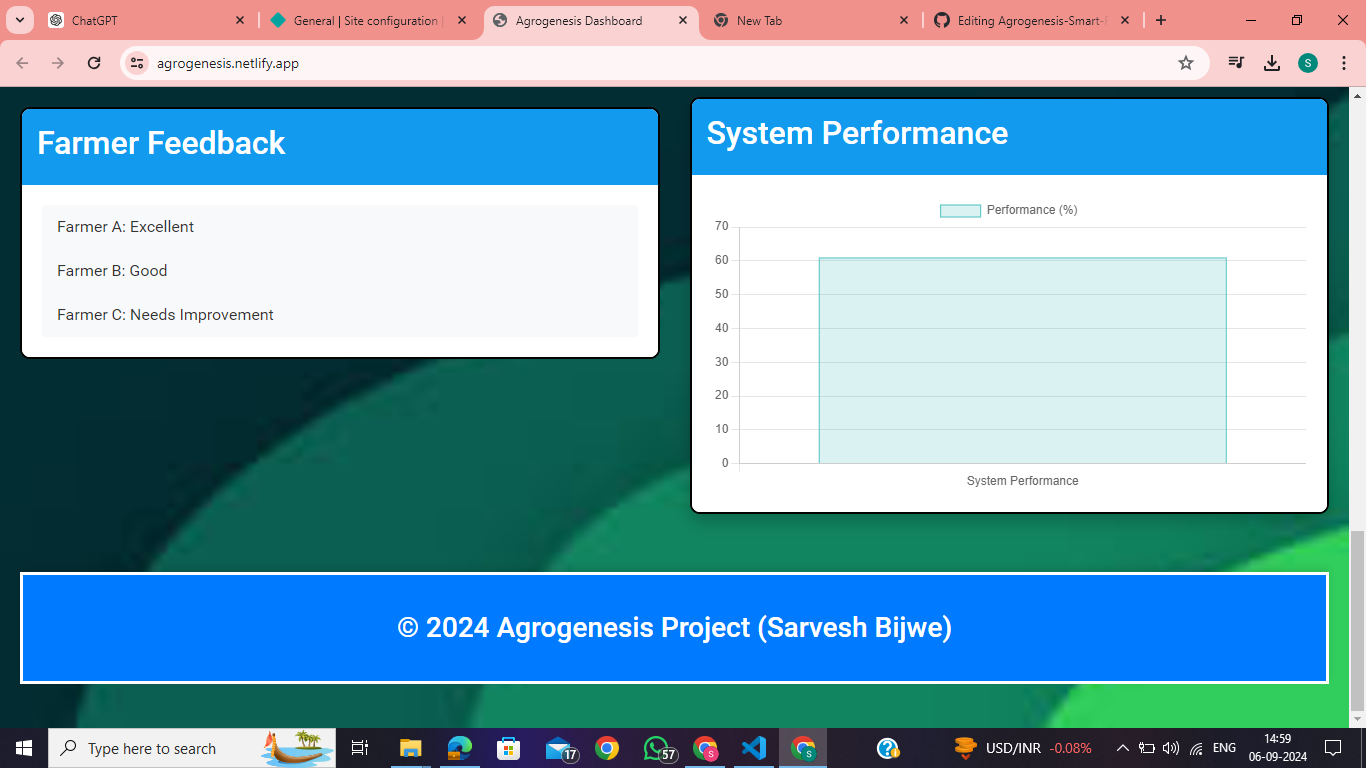 ChatGPT
General | Site configuration |
Agrogenesis Dashboard
New Tab
Editing Agrogenesis-Smart-F
agrogenesis.netlify.app
S
Farmer Feedback
Farmer A: Excellent
Farmer B: Good
Farmer C: Needs Improvement
System Performance
Performance (%)
70
60
50
40
30
20
10
0
System Performance
© 2024 Agrogenesis Project (Sarvesh Bijwe)
Type here to search
17
57
S
S
USD/INR -0.08%
ENG
14:59
06-09-2024